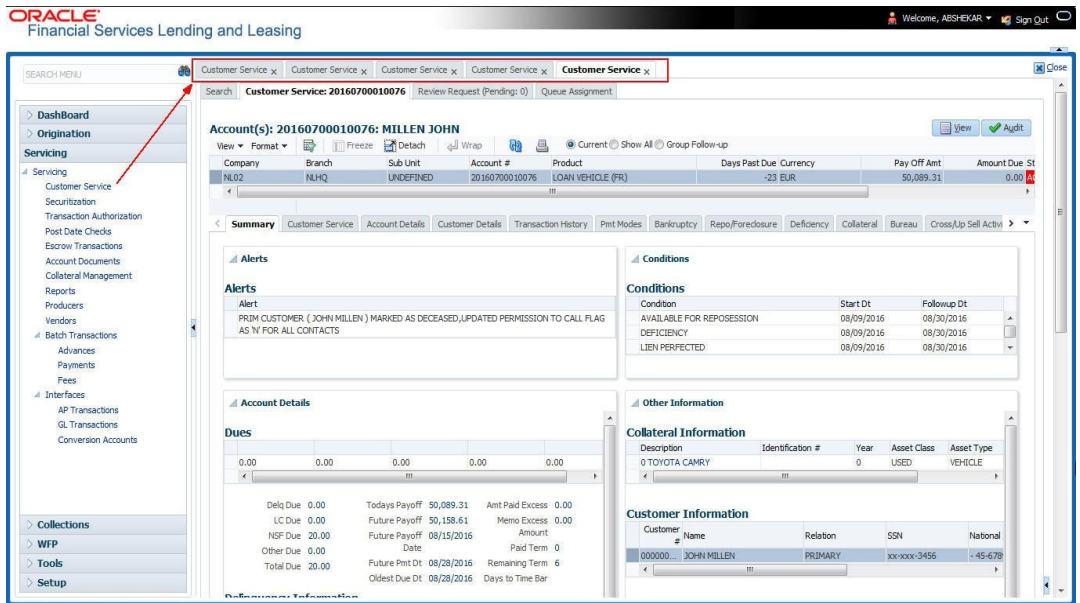 ORACLE
Financial Services Lending and Leasing
Welcome, ABSHEKAR
Sign Out
SEARCH MENU
Customer Service x Customer Service x Customer Service x Customer Service x Customer Service x
Close
Search Customer Service: 20160700010076 Review Request (Pending: 0) Queue Assignment
DashBoard
Origination
Servicing
Servicing
Customer Service
Securitization
Transaction Authorization
Post Date Checks
Escrow Transactions
Account Documents
Collateral Management
Reports
Producers
Vendors
Batch Transactions
Advances
Payments
Fees
Interfaces
AP Transactions
GL Transactions
Conversion Accounts
Collections
WFP
Tools
Setup
Account(s): 20160700010076: MILLEN JOHN
View Audit
View Format Freeze Detach Wrap Current Show All Group Follow-up
Company Branch Sub Unit Account # Product Days Past Due Currency Pay Off Amt Amount Due St
NL02 NLHQ UNDEFINED 20160700010076 LOAN VEHICLE (FR) -23 EUR 50,089.31 0.00
Summary Customer Service Account Details Customer Details Transaction History Pmt Modes Bankruptcy Repo/Foreclosure Deficiency Collateral Bureau Cross/Up Sell Activi
Alerts
Alerts
Alert
PRIM CUSTOMER ( JOHN MILLEN ) MARKED AS DECEASED,UPDATED PERMISSION TO CALL FLAG
AS 'N' FOR ALL CONTACTS
Conditions
Conditions
Condition Start Dt Followup Dt
AVAILABLE FOR REPOSESSION 08/09/2016 08/30/2016
DEFICIENCY 08/09/2016 08/30/2016
LIEN PERFECTED 08/09/2016 08/30/2016
Account Details
Dues
0.00 0.00 0.00 0.00 0.00
Delq Due 0.00 Todays Payoff 50,089.31 Amt Paid Excess 0.00
LC Due 0.00 Future Payoff 50,158.61 Memo Excess 0.00
NSF Due 20.00 Future Payoff 08/15/2016 Amount
Other Due 0.00 Date Paid Term 0
Total Due 20.00 Future Pmt Dt 08/28/2016 Remaining Term 6
Oldest Due Dt 08/28/2016 Days to Time Bar
Delinquency Information
Other Information
Collateral Information
Description Identification # Year Asset Class Asset Type
0 TOYOTA CAMRY 0 USED VEHICLE
Customer Information
Customer # Name Relation SSN National
000000... JOHN MILLEN PRIMARY xx-xxx-3456 - 45-678